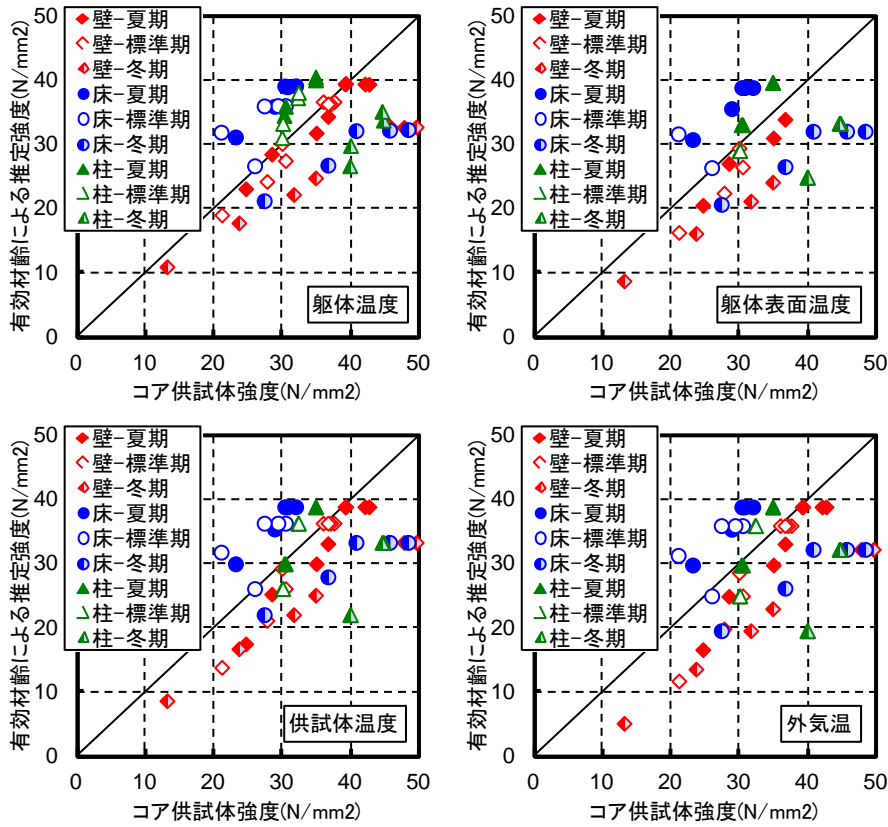 50
40
30
20
10
0
有効材齢による推定強度(N/mm2)
壁-夏期
壁-標準期
壁-冬期
床-夏期
床-標準期
床-冬期
柱-夏期
柱-標準期
柱-冬期
躯体温度
0 10 20 30 40 50
コア供試体強度(N/mm2)
50
40
30
20
10
0
有効材齢による推定強度(N/mm2)
壁-夏期
壁-標準期
壁-冬期
床-夏期
床-標準期
床-冬期
柱-夏期
柱-標準期
柱-冬期
躯体表面温度
0 10 20 30 40 50
コア供試体強度(N/mm2)
50
40
30
20
10
0
有効材齢による推定強度(N/mm2)
壁-夏期
壁-標準期
壁-冬期
床-夏期
床-標準期
床-冬期
柱-夏期
柱-標準期
柱-冬期
供試体温度
0 10 20 30 40 50
コア供試体強度(N/mm2)
50
40
30
20
10
0
有効材齢による推定強度(N/mm2)
壁-夏期
壁-標準期
壁-冬期
床-夏期
床-標準期
床-冬期
柱-夏期
柱-標準期
柱-冬期
外気温
0 10 20 30 40 50
コア供試体強度(N/mm2)